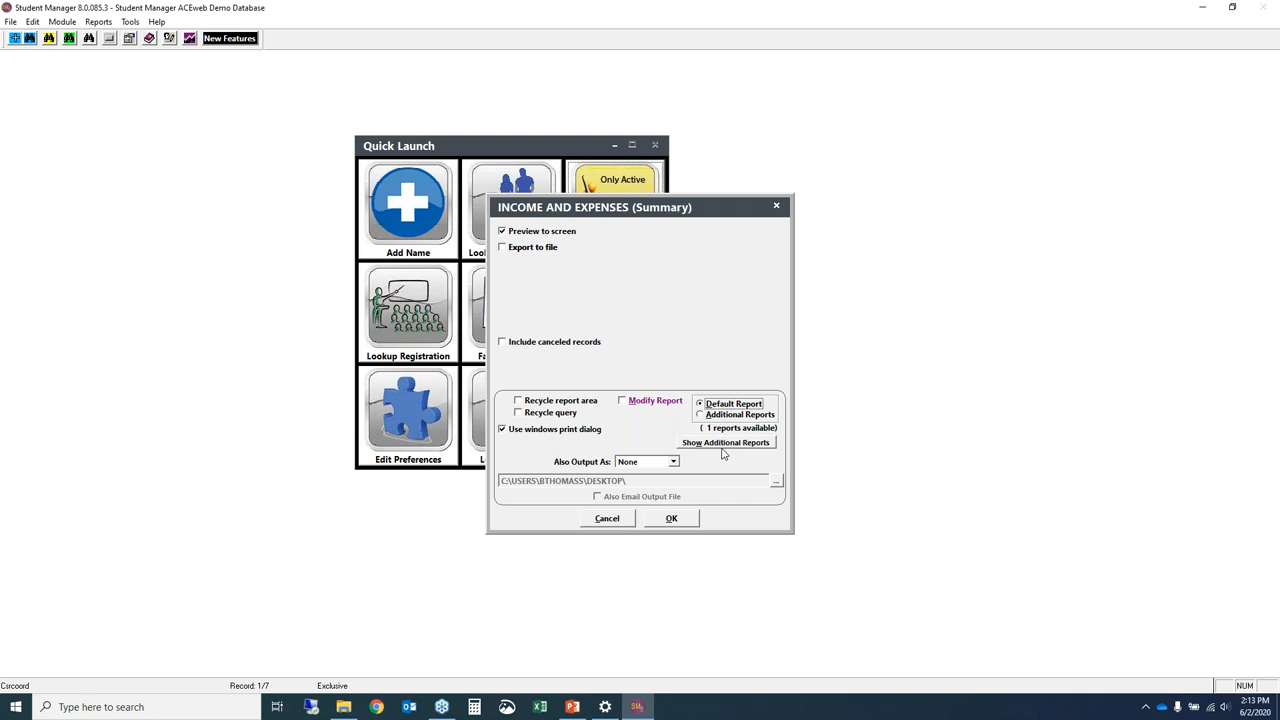 Student Manager 8.0.085.3 - Student Manager ACEweb Demo Database
File Edit Module Reports Tools Help
New Features
Quick Launch
Only Active
INCOME AND EXPENSES (Summary)
Preview to screen
Export to file
Add Name
Include canceled records
Lookup Registration
Recycle report area
Modify Report
Default Report
Recycle query
Additional Reports
( 1 reports available)
Use windows print dialog
Show Additional Reports
Edit Preferences
Also Output As: None
C:\USERS\BTHOMASS\DESKTOP\
...
Also Email Output File
Cancel OK
Csrcoord Record: 1/7 Exclusive NUM
Type here to search
2:13 PM
6/2/2020